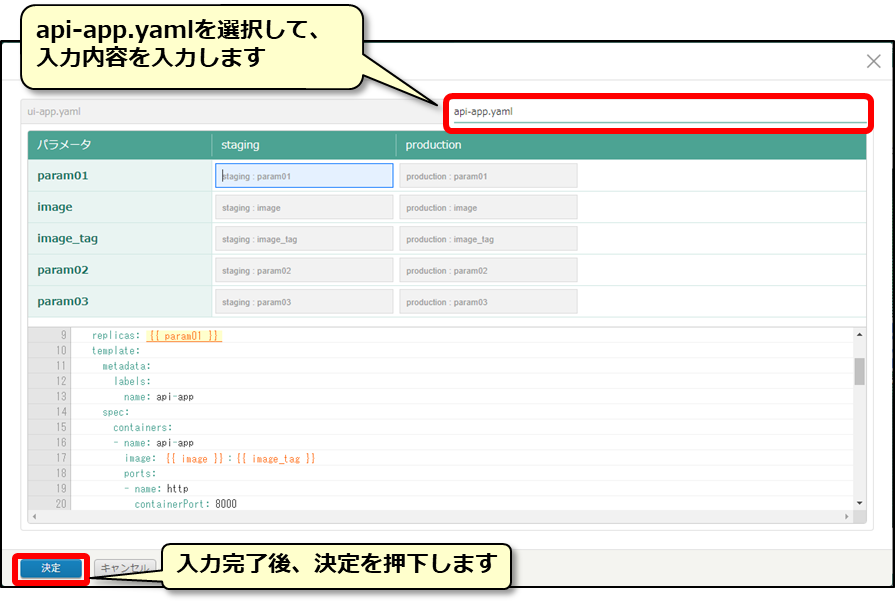 api-app.yamlを選択して、
入力内容を入力します
ui-app.yaml
api-app.yaml
パラメータ staging production
param01 staging : param01 production : param01
image staging : image production : image
image_tag staging : image_tag production : image_tag
param02 staging : param02 production : param02
param03 staging : param03 production : param03
9 replicas: {{ param01 }}
10 template:
11 metadata:
12 labels:
13 name: api-app
14 spec:
15 containers:
16 - name: api-app
17 image: {{ image }}:{{ image_tag }}
18 ports:
19 - name: http
20 containerPort: 8000
決定 キャンセル
入力完了後、決定を押下します